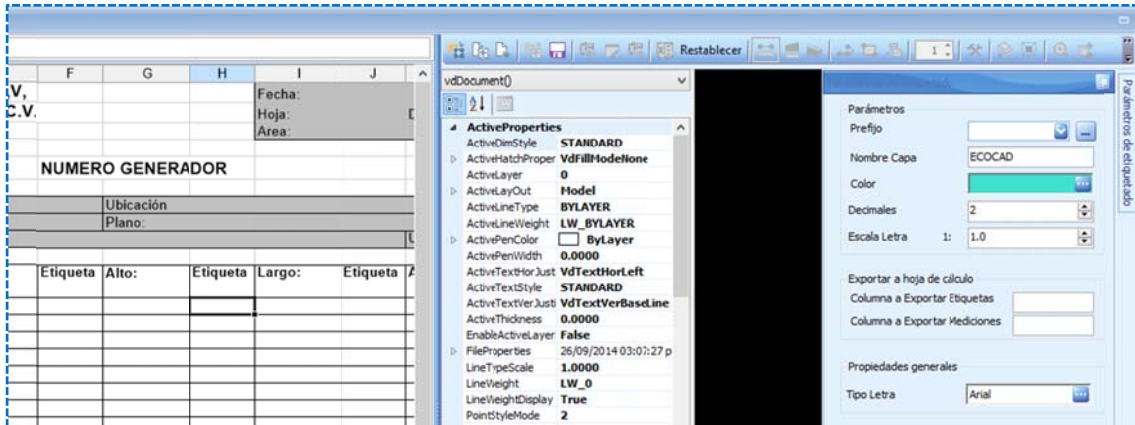 Restablecer
1
F G H I J
V,
C.V.
Fecha:
Hoja:
Area:
NUMERO GENERADOR
Ubicación
Plano:
Etiqueta Alto: Etiqueta Largo: Etiqueta A
vdDocument()
ActiveProperties
ActiveDimStyle STANDARD
ActiveHatchProper VdFillModeNone
ActiveLayer 0
ActiveLayOut Model
ActiveLineType BYLAYER
ActiveLineWeight LW_BYLAYER
ActivePenColor ByLayer
ActivePenWidth 0.0000
ActiveTextHorJust VdTextHorLeft
ActiveTextStyle STANDARD
ActiveTextVerJusti VdTextVerBaseLine
ActiveThickness 0.0000
EnableActiveLayer False
FileProperties 26/09/2014 03:07:27 p
LineTypeScale 1.0000
LineWeight LW_0
LineWeightDisplay True
PointStyleMode 2
Parámetros
Prefijo
Nombre Capa ECOCAD
Color
Decimales 2
Escala Letra 1: 1.0
Exportar a hoja de cálculo
Columna a Exportar Etiquetas
Columna a Exportar Mediciones
Propiedades generales
Tipo Letra Arial
Parámetros de etiquetado